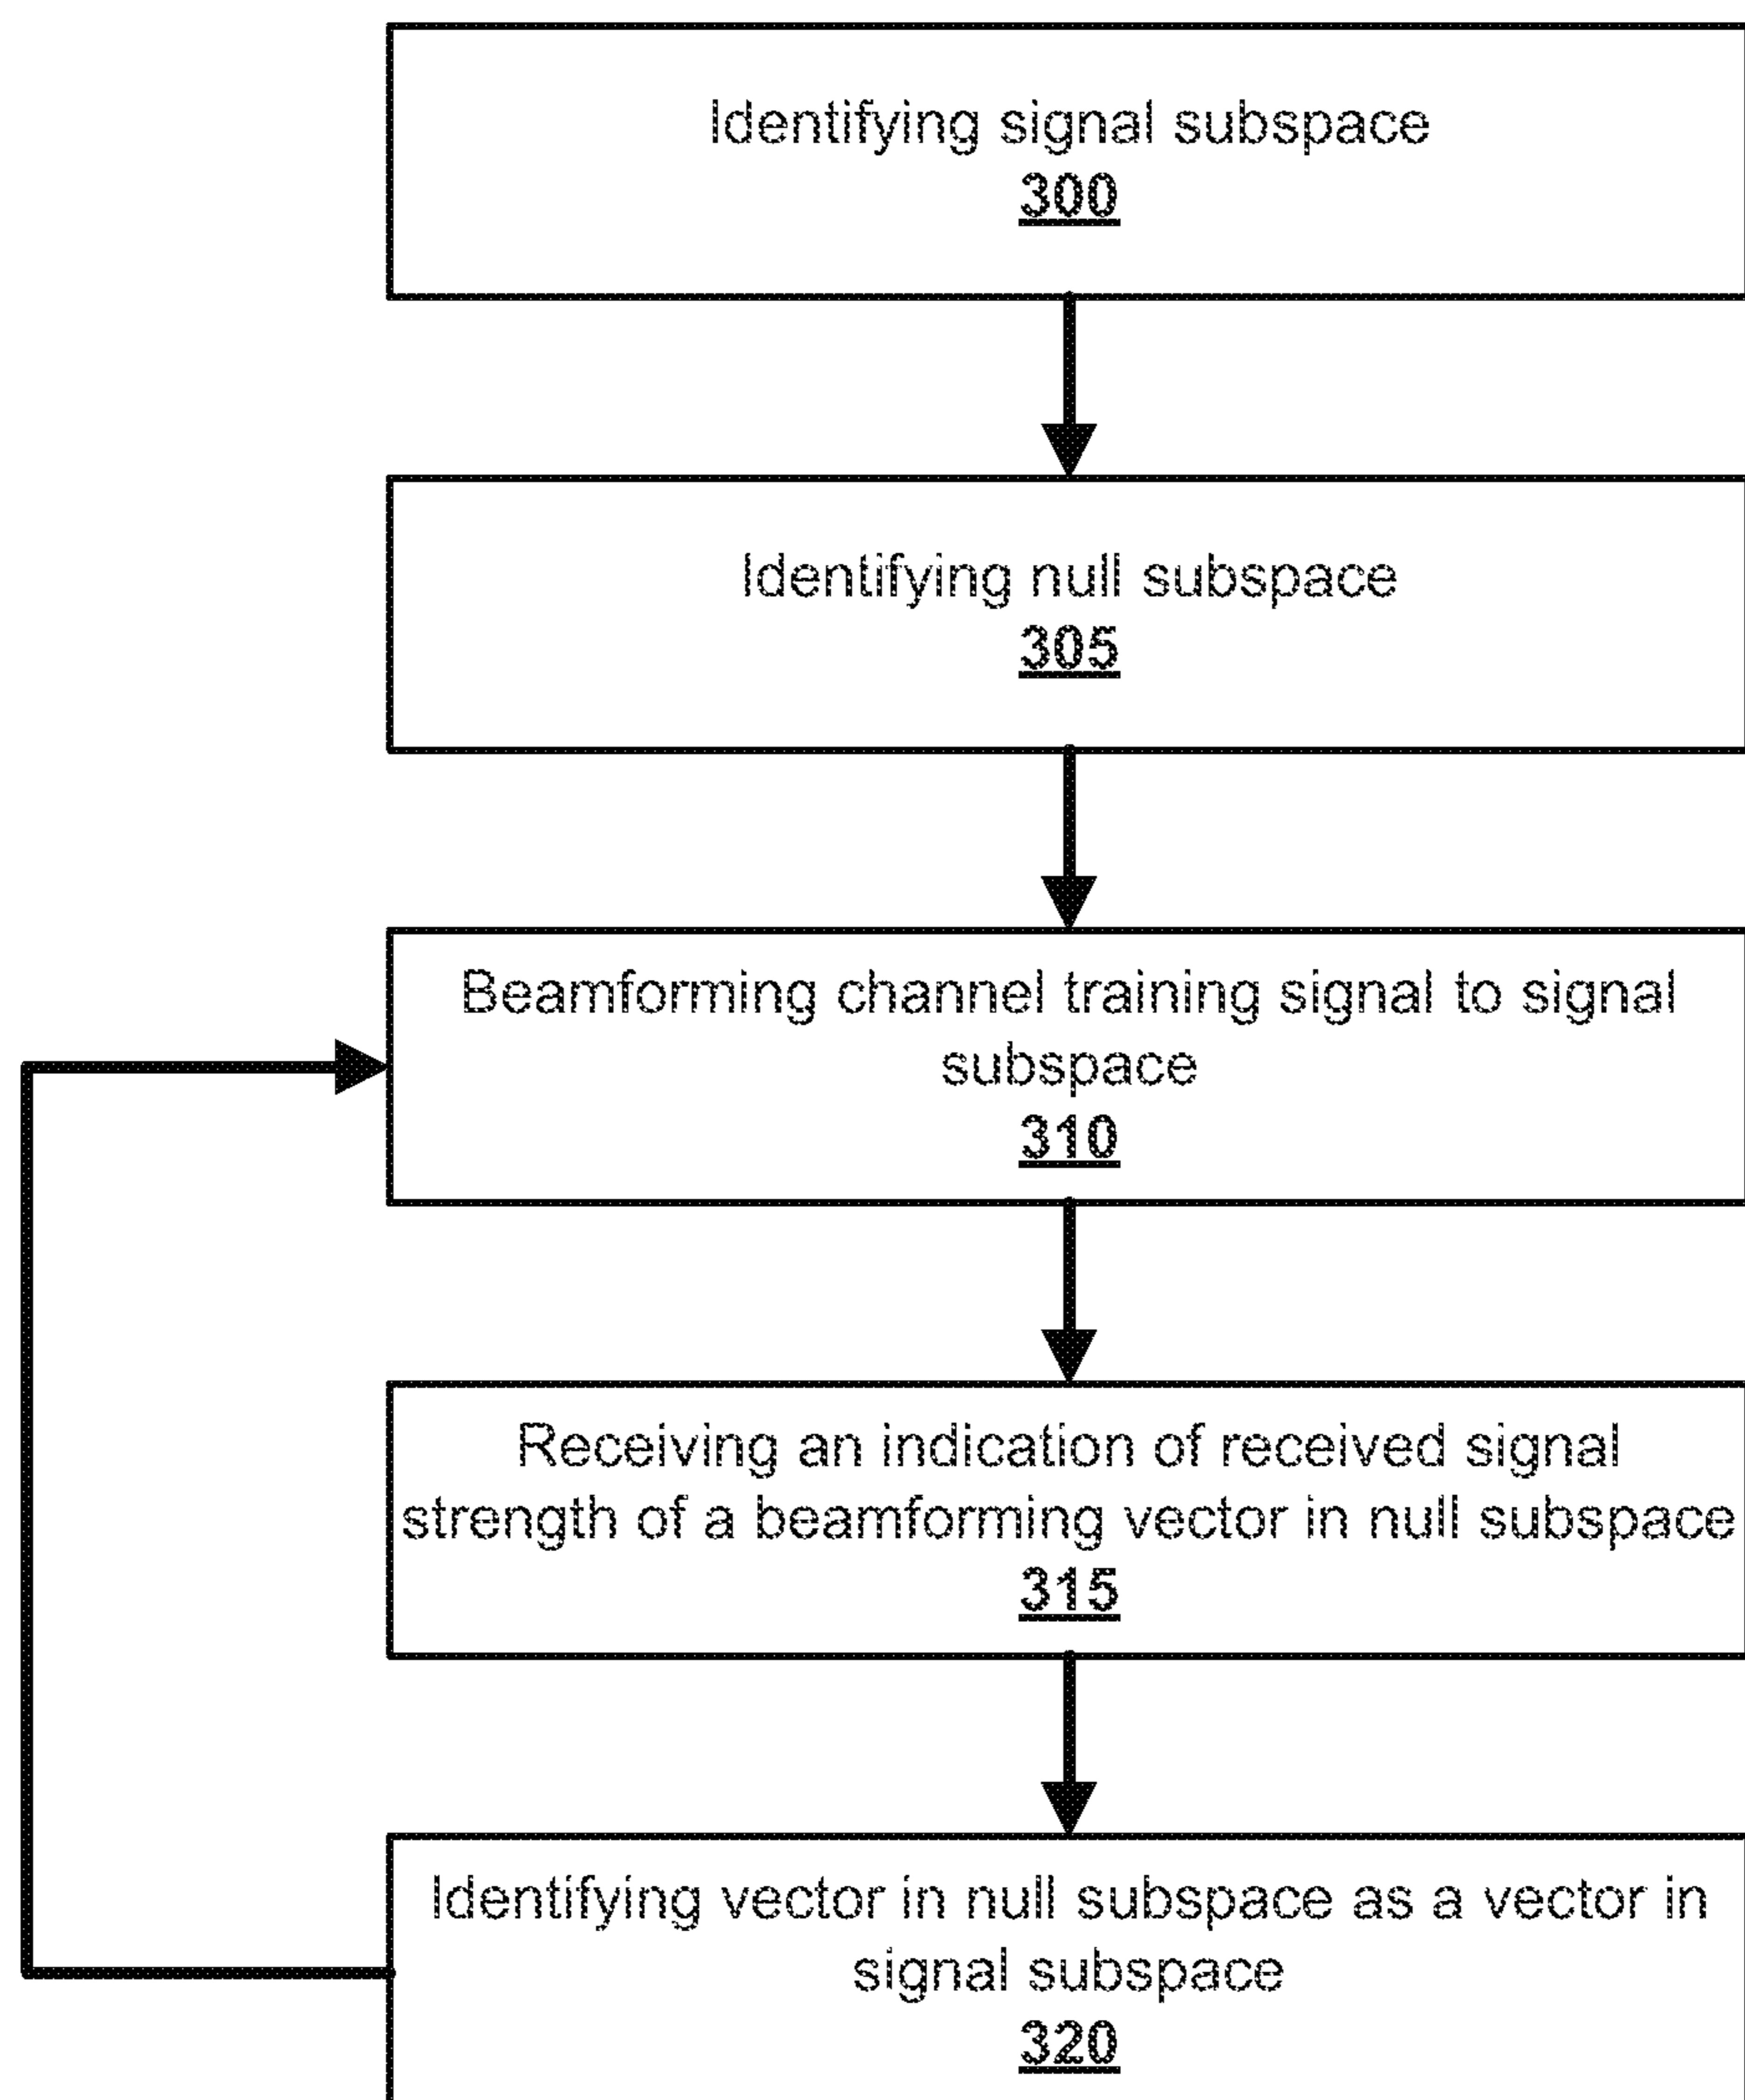 Identifying signal subspace
300
Identifying null subspace
305
Beamforming channel training signal to signal
subspace
310
Receiving an indication of received signal
strength of a beamforming vector in null subspace
315
Identifying vector in null subspace as a vector in
signal subspace
320